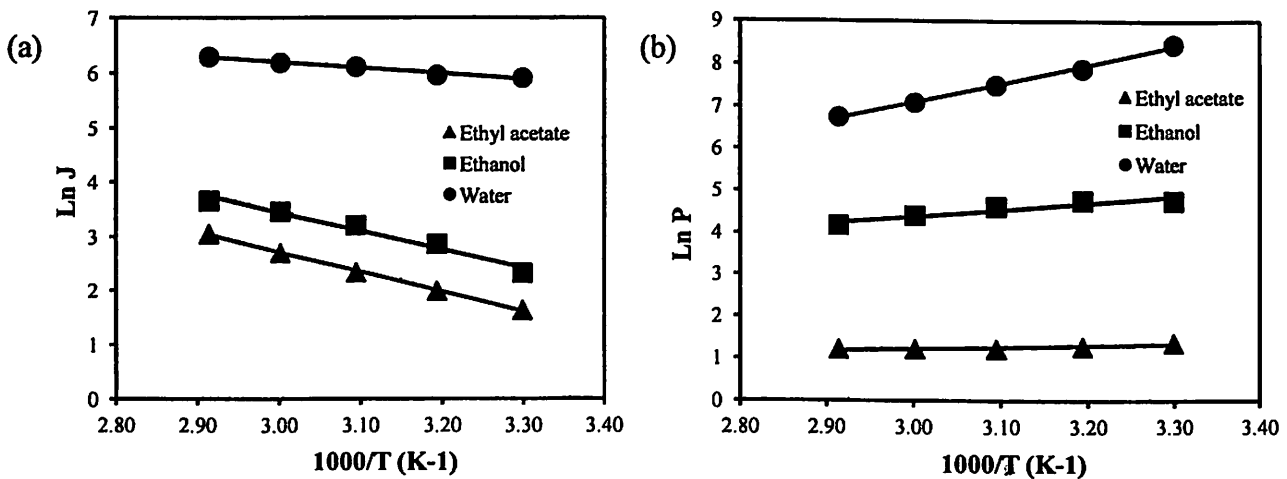 (a)
7
6
5
4
3
2
1
0
Ln J
Ethyl acetate
Ethanol
Water
2.80 2.90 3.00 3.10 3.20 3.30 3.40
1000/T (K-1)
(b)
9
8
7
6
5
4
3
2
1
0
Ln P
Ethyl acetate
Ethanol
Water
2.80 2.90 3.00 3.10 3.20 3.30 3.40
1000/T (K-1)